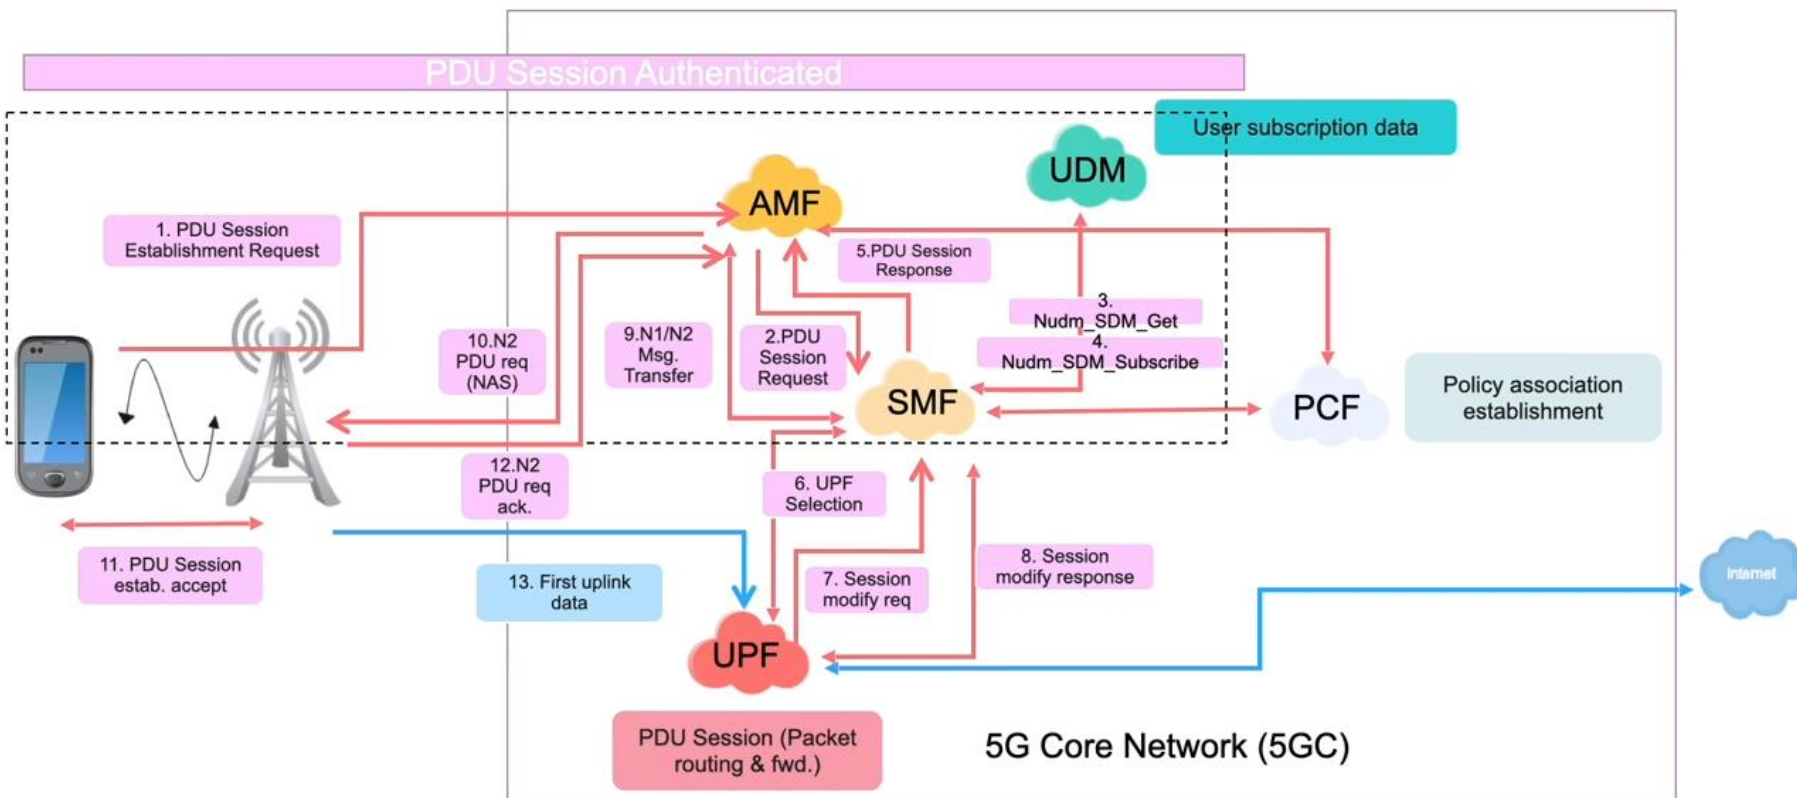 PDU Session Authenticated
User subscription data
UDM
AMF
1. PDU Session
Establishment Request
5.PDU Session
Response
3.
Nudm_SDM_Get
4.
Nudm_SDM_Subscribe
10.N2
PDU req
(NAS)
9.N1/N2
Msg.
Transfer
2.PDU
Session
Request
SMF
PCF
Policy association
establishment
12.N2
PDU req
ack.
6. UPF
Selection
11. PDU Session
estab. accept
13. First uplink
data
7. Session
modify req
8. Session
modify response
Internet
UPF
PDU Session (Packet
routing & fwd.)
5G Core Network (5GC)